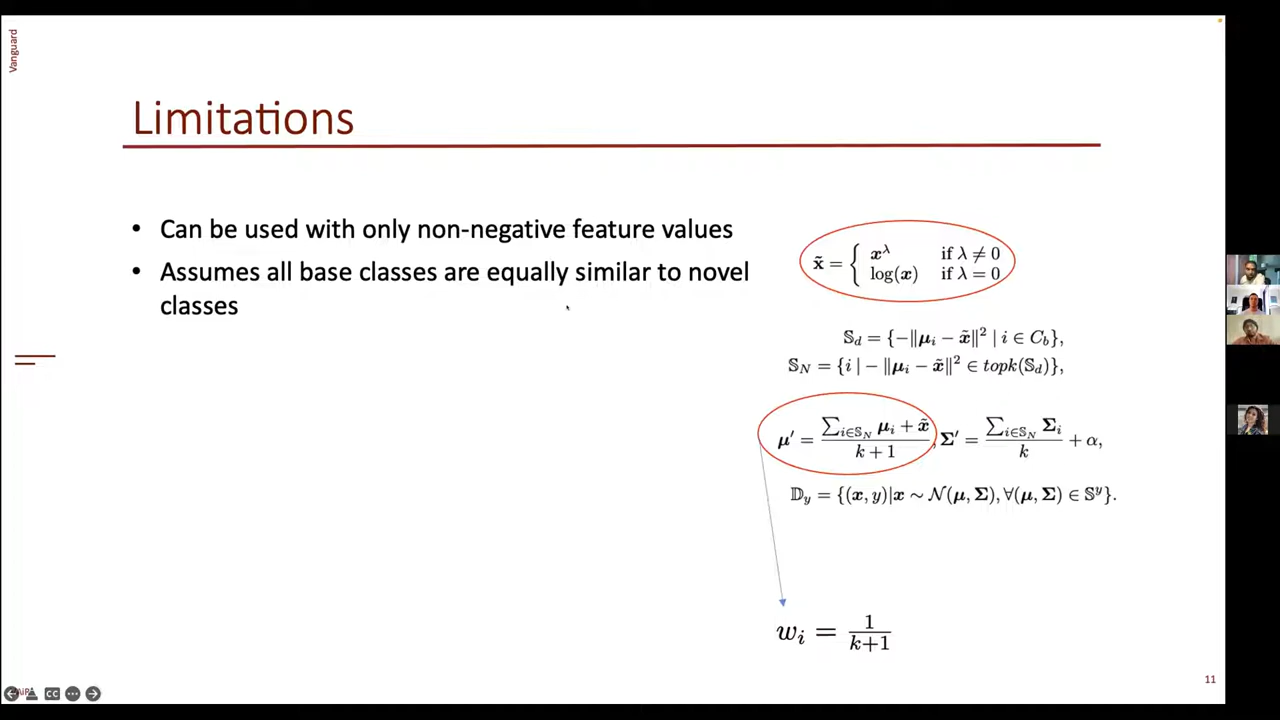 Vanguard
Limitations
• Can be used with only non-negative feature values
• Assumes all base classes are equally similar to novel
classes
x̃ = { x^λ if λ ≠ 0
log(x) if λ = 0
𝕊_d = {−‖μ_i − x̃‖² | i ∈ C_b},
𝕊_N = {i | − ‖μ_i − x̃‖² ∈ topk(𝕊_d)},
μ′ = (∑_{i∈𝕊_N} μ_i + x̃) / (k + 1), Σ′ = (∑_{i∈𝕊_N} Σ_i) / k + α,
𝔻_y = {(x, y)|x ∼ 𝒩(μ, Σ), ∀(μ, Σ) ∈ 𝕊^y}.
w_i = 1/(k+1)
11
CC